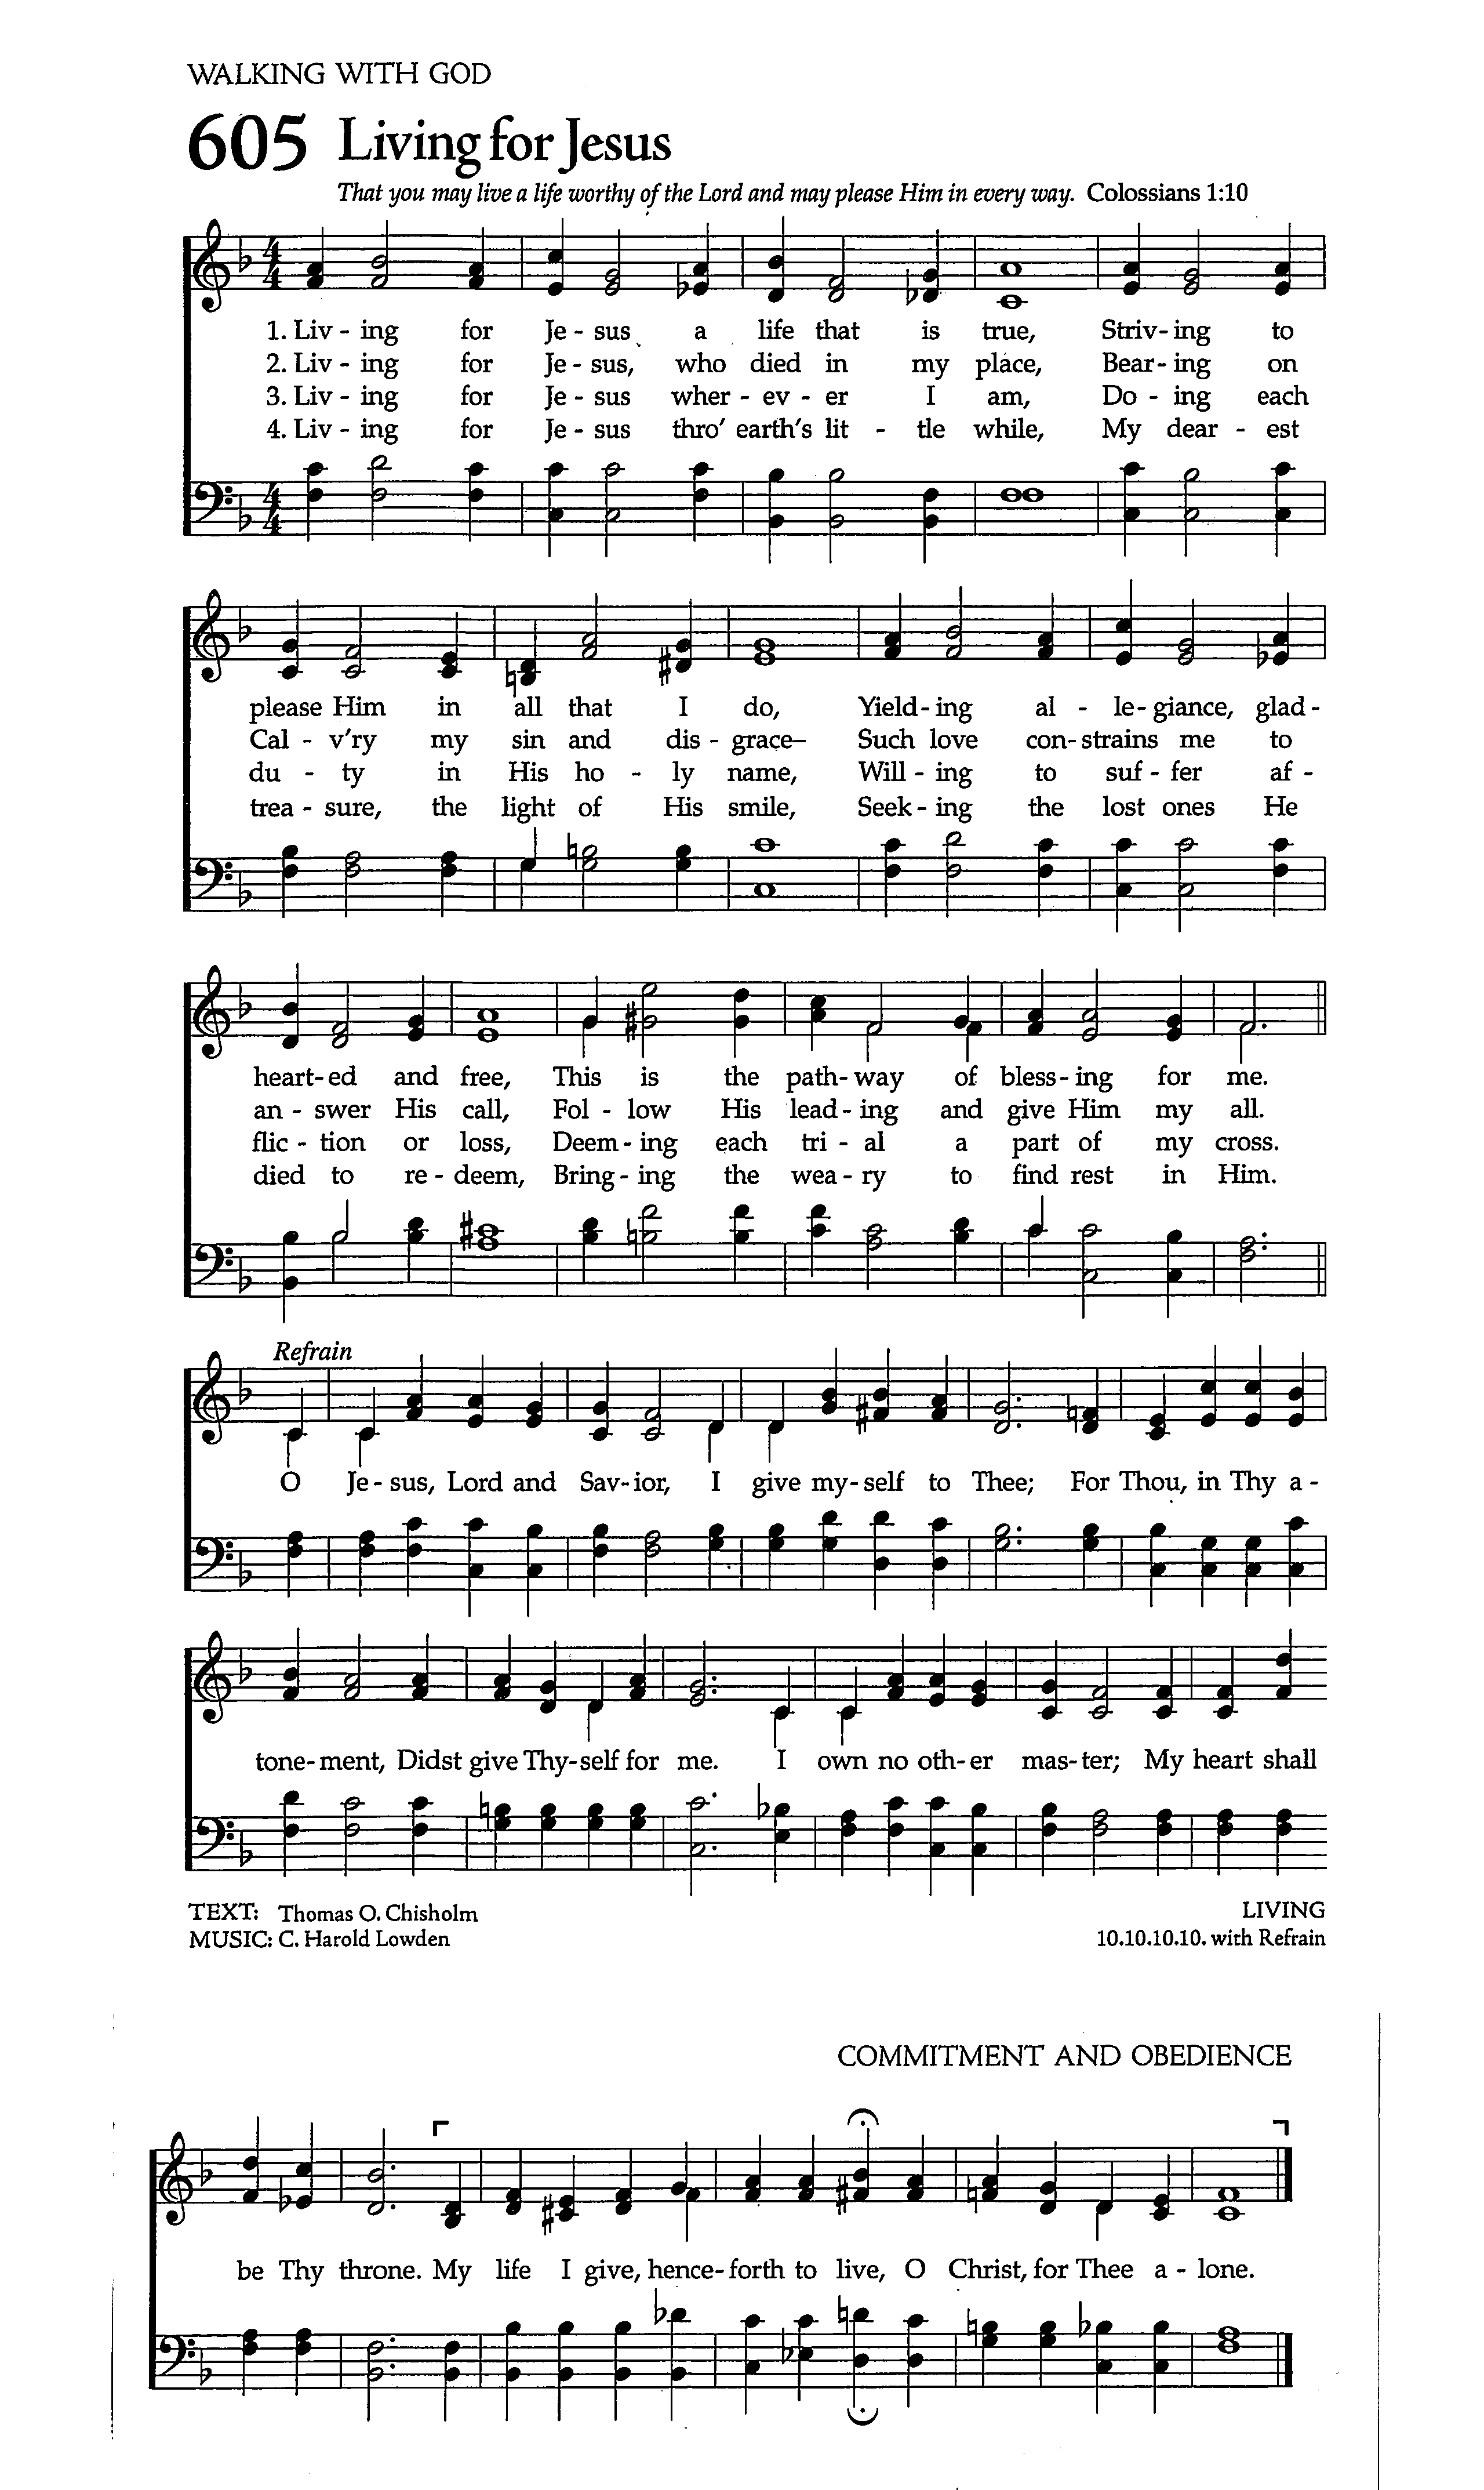 WALKING WITH GOD
605 Living for Jesus
That you may live a life worthy of the Lord and may please Him in every way. Colossians 1:10
1. Liv - ing for Je - sus a life that is true, Striv - ing to
2. Liv - ing for Je - sus, who died in my place, Bear - ing on
3. Liv - ing for Je - sus wher - ev - er I am, Do - ing each
4. Liv - ing for Je - sus thro' earth's lit - tle while, My dear - est
please Him in all that I do, Yield - ing al - le - giance, glad -
Cal - v'ry my sin and dis - grace– Such love con - strains me to
du - ty in His ho - ly name, Will - ing to suf - fer af -
trea - sure, the light of His smile, Seek - ing the lost ones He
heart - ed and free, This is the path - way of bless - ing for me.
an - swer His call, Fol - low His lead - ing and give Him my all.
flic - tion or loss, Deem - ing each tri - al a part of my cross.
died to re - deem, Bring - ing the wea - ry to find rest in Him.
Refrain
O Je - sus, Lord and Sav - ior, I give my - self to Thee; For Thou, in Thy a -
tone - ment, Didst give Thy - self for me. I own no oth - er mas - ter; My heart shall
TEXT: Thomas O. Chisholm LIVING
MUSIC: C. Harold Lowden 10.10.10.10. with Refrain
COMMITMENT AND OBEDIENCE
be Thy throne. My life I give, hence - forth to live, O Christ, for Thee a - lone.